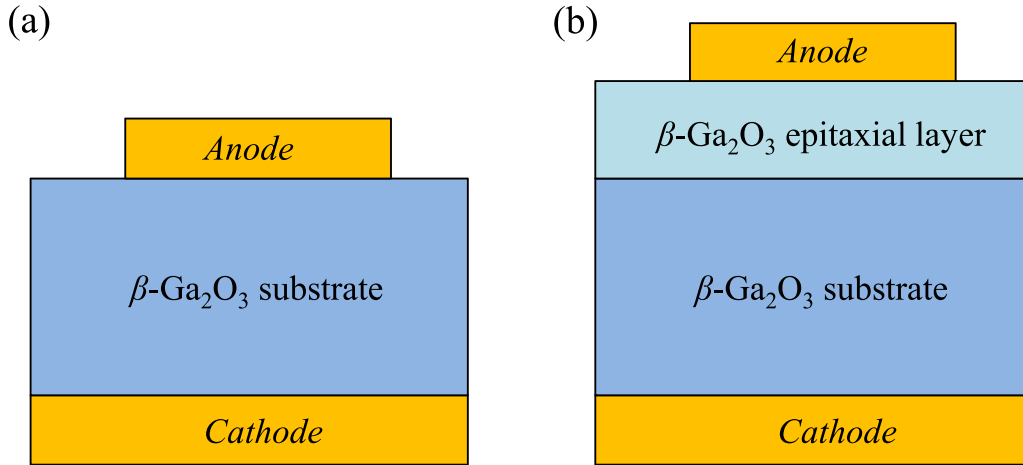 (a)
Anode
β-Ga₂O₃ substrate
Cathode
(b)
Anode
β-Ga₂O₃ epitaxial layer
β-Ga₂O₃ substrate
Cathode